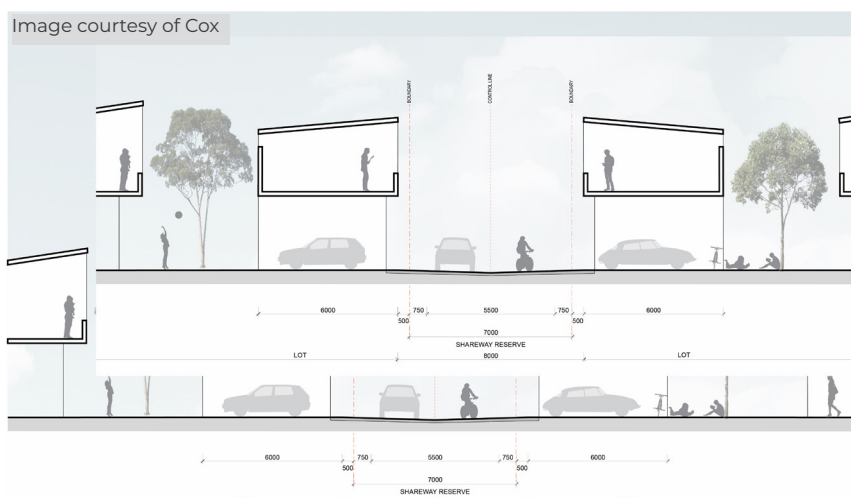 Image courtesy of Cox
BOUNDARY
CONTROL LINE
BOUNDARY
6000
750
5500
750
6000
500
500
7000
SHAREWAY RESERVE
LOT
8000
LOT
6000
750
5500
750
6000
500
500
7000
SHAREWAY RESERVE